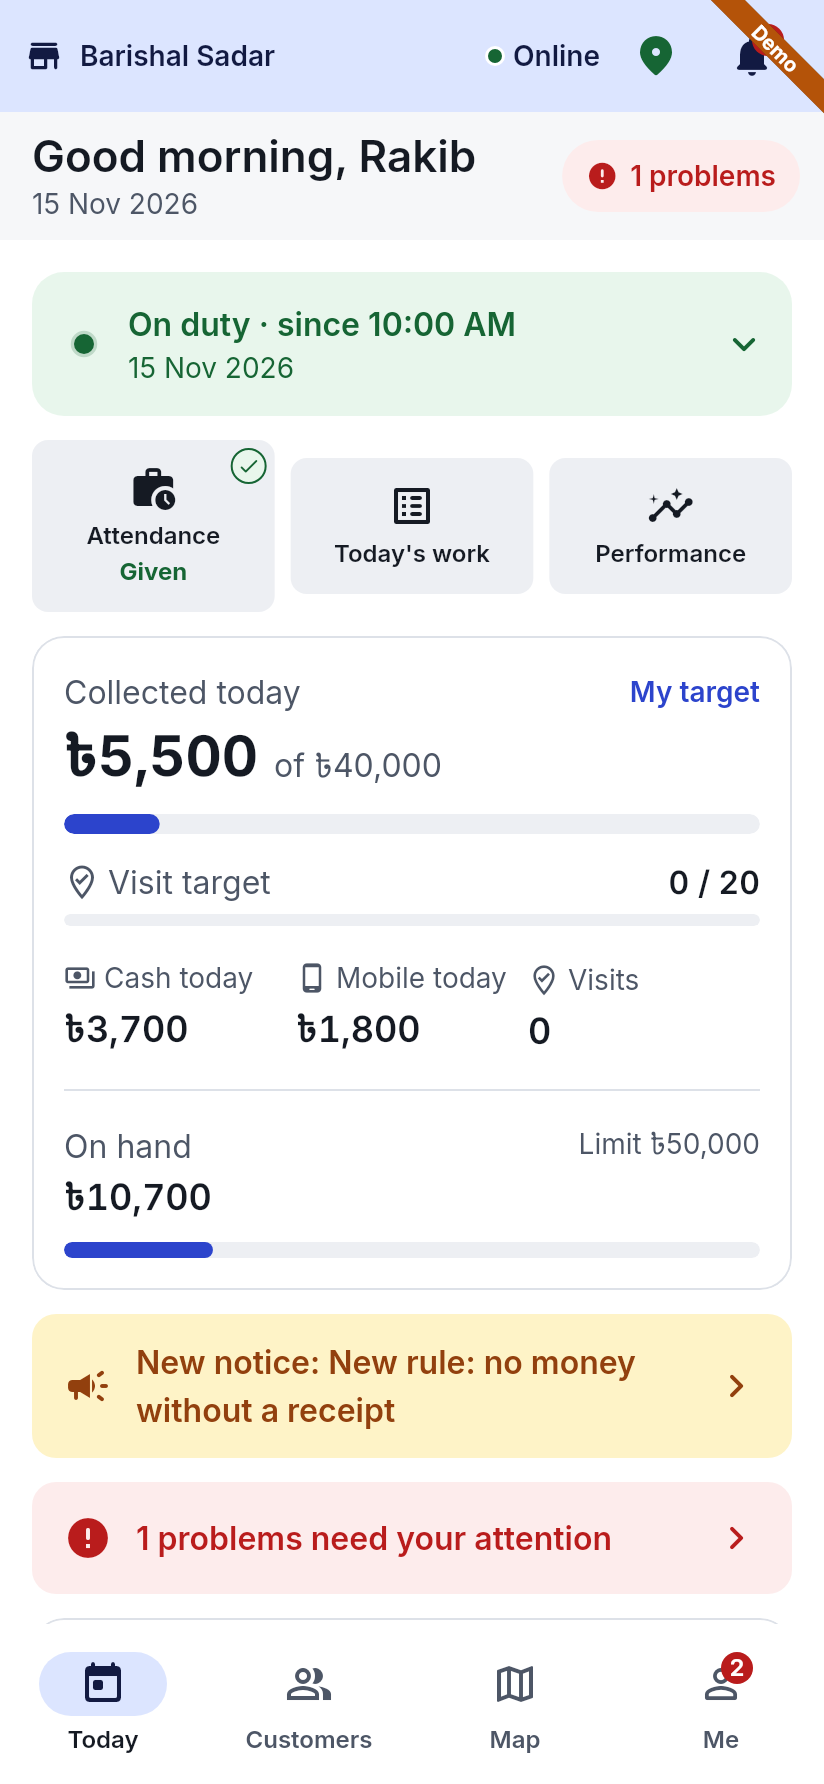 Barishal Sadar
Online
Demo
Good morning, Rakib
15 Nov 2026
1 problems
On duty · since 10:00 AM
15 Nov 2026
Attendance
Given
Today's work
Performance
Collected today
My target
৳5,500 of ৳40,000
Visit target
0 / 20
Cash today
৳3,700
Mobile today
৳1,800
Visits
0
On hand
Limit ৳50,000
৳10,700
New notice: New rule: no money
without a receipt
1 problems need your attention
Today
Customers
Map
2
Me